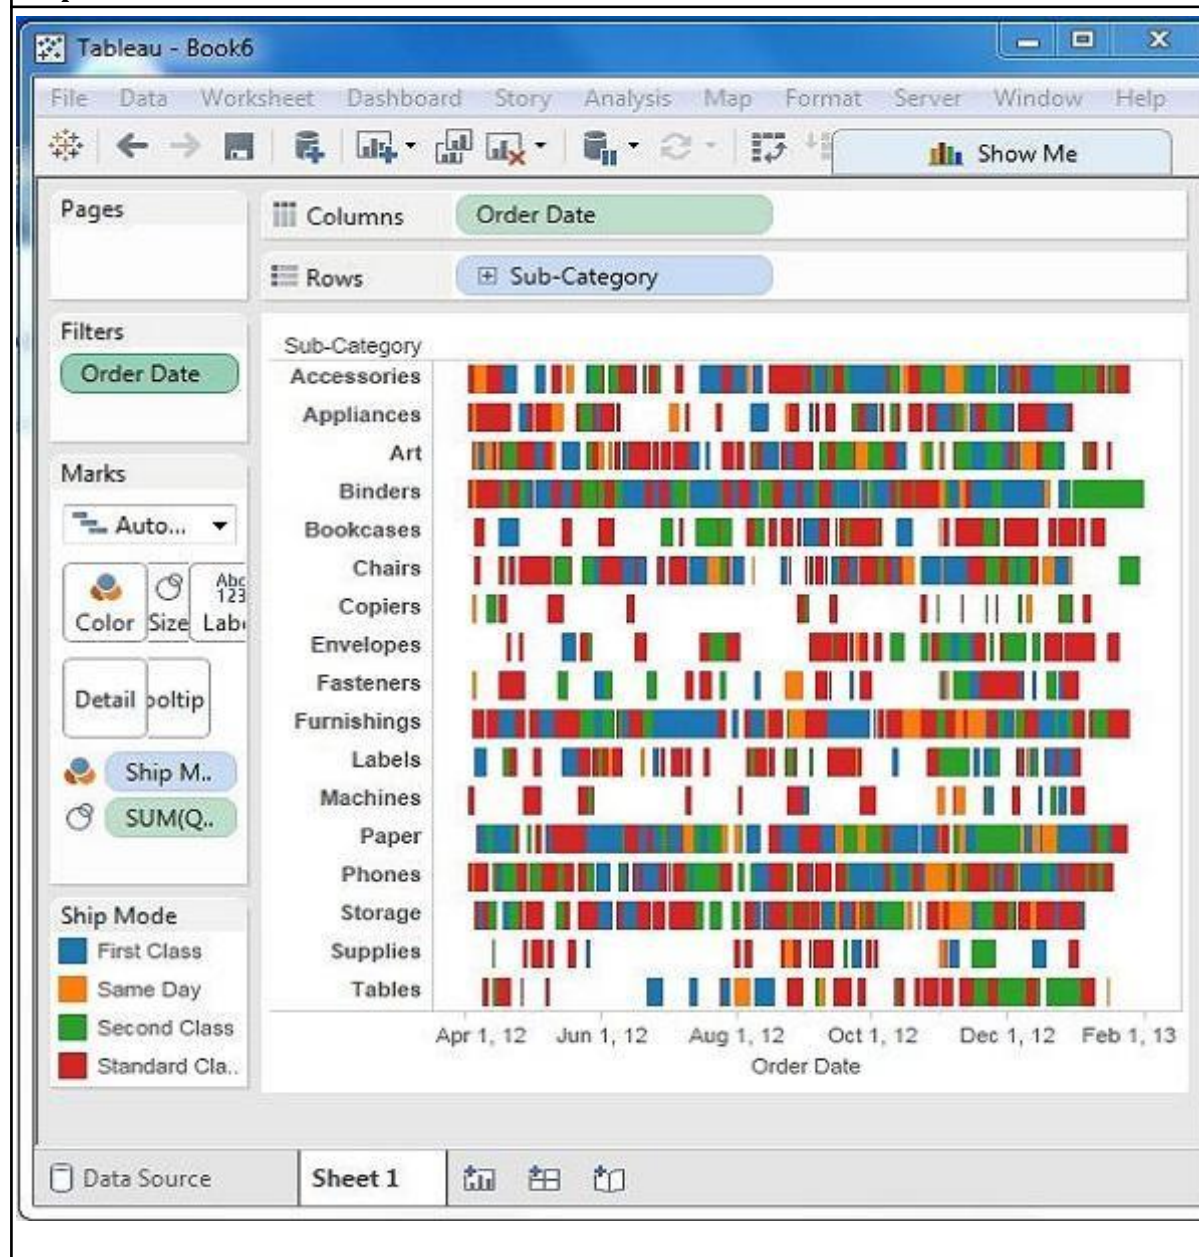 Tableau - Book6
File Data Worksheet Dashboard Story Analysis Map Format Server Window Help
Show Me
Pages
Columns Order Date
Rows Sub-Category
Filters
Order Date
Sub-Category
Accessories
Appliances
Art
Binders
Bookcases
Chairs
Copiers
Envelopes
Fasteners
Furnishings
Labels
Machines
Paper
Phones
Storage
Supplies
Tables
Apr 1, 12 Jun 1, 12 Aug 1, 12 Oct 1, 12 Dec 1, 12 Feb 1, 13
Order Date
Marks
Auto...
Abc
123
Color Size Labe
Detail ooltip
Ship M..
SUM(Q..
Ship Mode
First Class
Same Day
Second Class
Standard Cla..
Data Source Sheet 1